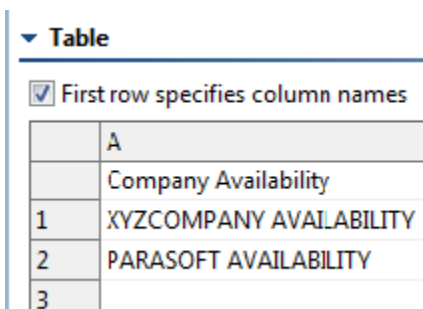 Table
First row specifies column names
A
Company Availability
1 XYZCOMPANY AVAILABILITY
2 PARASOFT AVAILABILITY
3